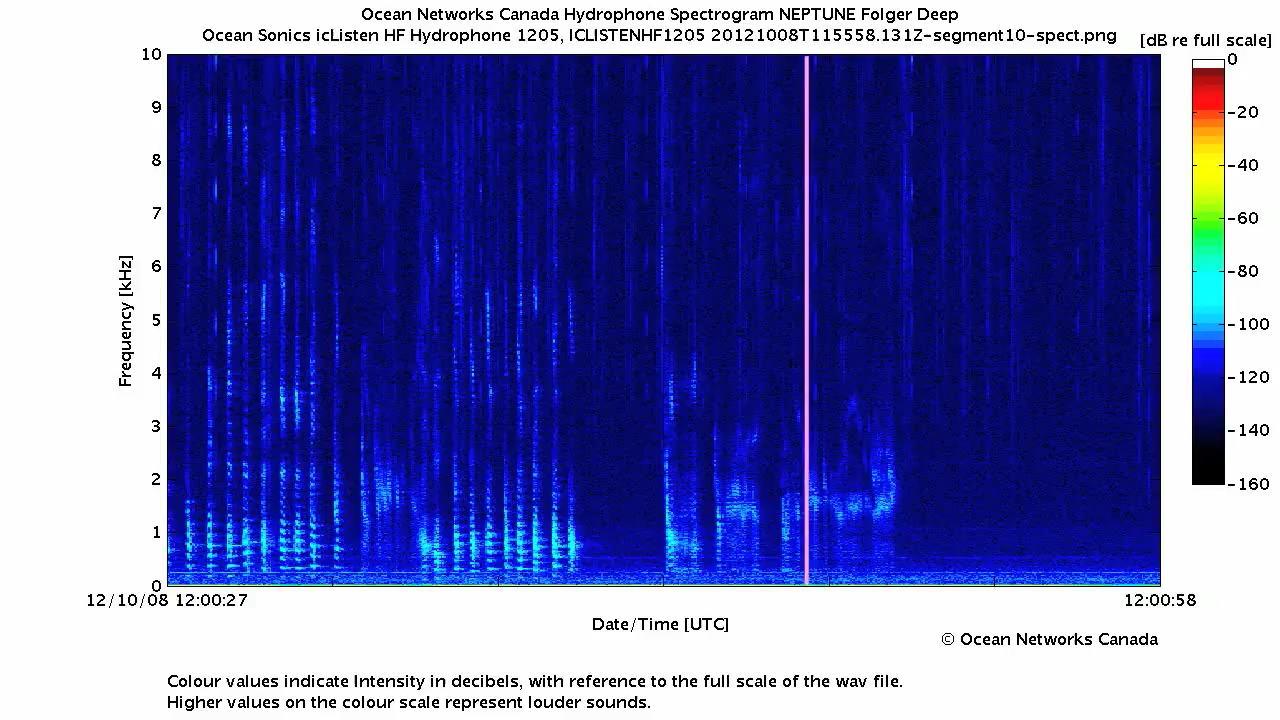 Ocean Networks Canada Hydrophone Spectrogram NEPTUNE Folger Deep
Ocean Sonics icListen HF Hydrophone 1205, ICLISTENHF1205 20121008T115558.131Z-segment10-spect.png
[dB re full scale]
10
9
8
7
6
5
4
3
2
1
0
Frequency [kHz]
0
-20
-40
-60
-80
-100
-120
-140
-160
12/10/08 12:00:27
12:00:58
Date/Time [UTC]
© Ocean Networks Canada
Colour values indicate Intensity in decibels, with reference to the full scale of the wav file.
Higher values on the colour scale represent louder sounds.